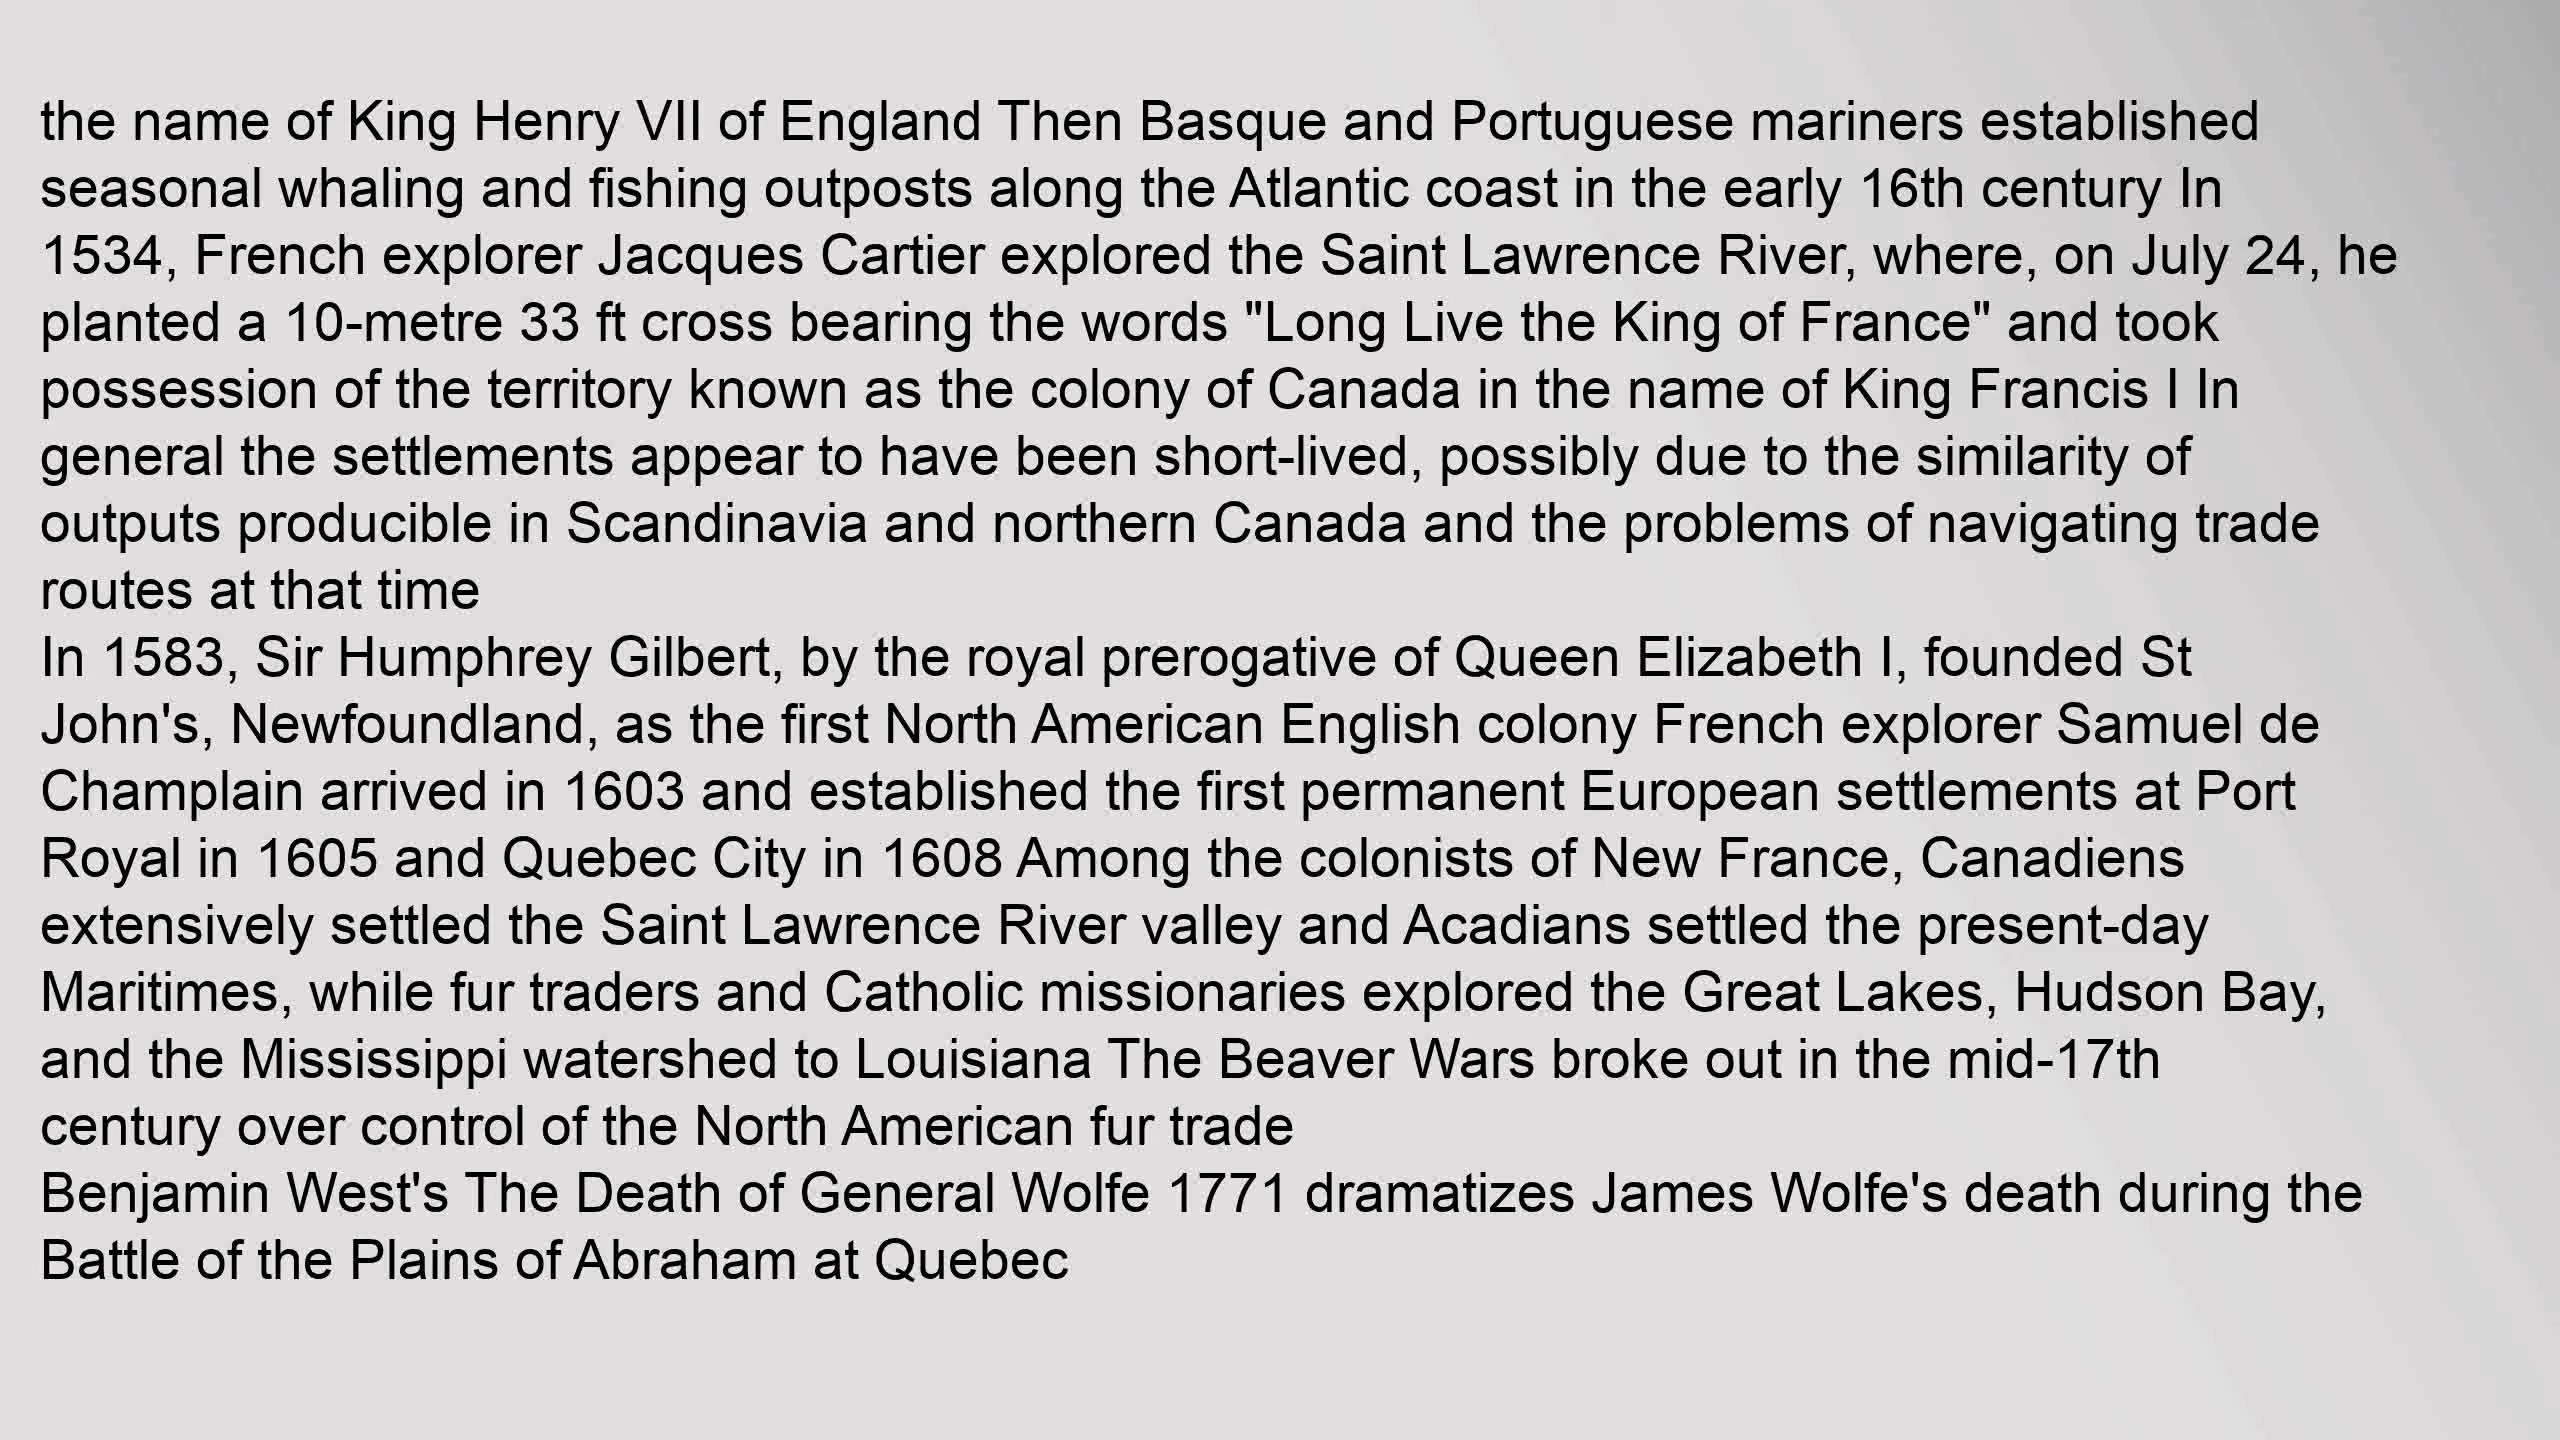 the name of King Henry VII of England Then Basque and Portuguese mariners established
seasonal whaling and fishing outposts along the Atlantic coast in the early 16th century In
1534, French explorer Jacques Cartier explored the Saint Lawrence River, where, on July 24, he
planted a 10-metre 33 ft cross bearing the words "Long Live the King of France" and took
possession of the territory known as the colony of Canada in the name of King Francis I In
general the settlements appear to have been short-lived, possibly due to the similarity of
outputs producible in Scandinavia and northern Canada and the problems of navigating trade
routes at that time
In 1583, Sir Humphrey Gilbert, by the royal prerogative of Queen Elizabeth I, founded St
John's, Newfoundland, as the first North American English colony French explorer Samuel de
Champlain arrived in 1603 and established the first permanent European settlements at Port
Royal in 1605 and Quebec City in 1608 Among the colonists of New France, Canadiens
extensively settled the Saint Lawrence River valley and Acadians settled the present-day
Maritimes, while fur traders and Catholic missionaries explored the Great Lakes, Hudson Bay,
and the Mississippi watershed to Louisiana The Beaver Wars broke out in the mid-17th
century over control of the North American fur trade
Benjamin West's The Death of General Wolfe 1771 dramatizes James Wolfe's death during the
Battle of the Plains of Abraham at Quebec